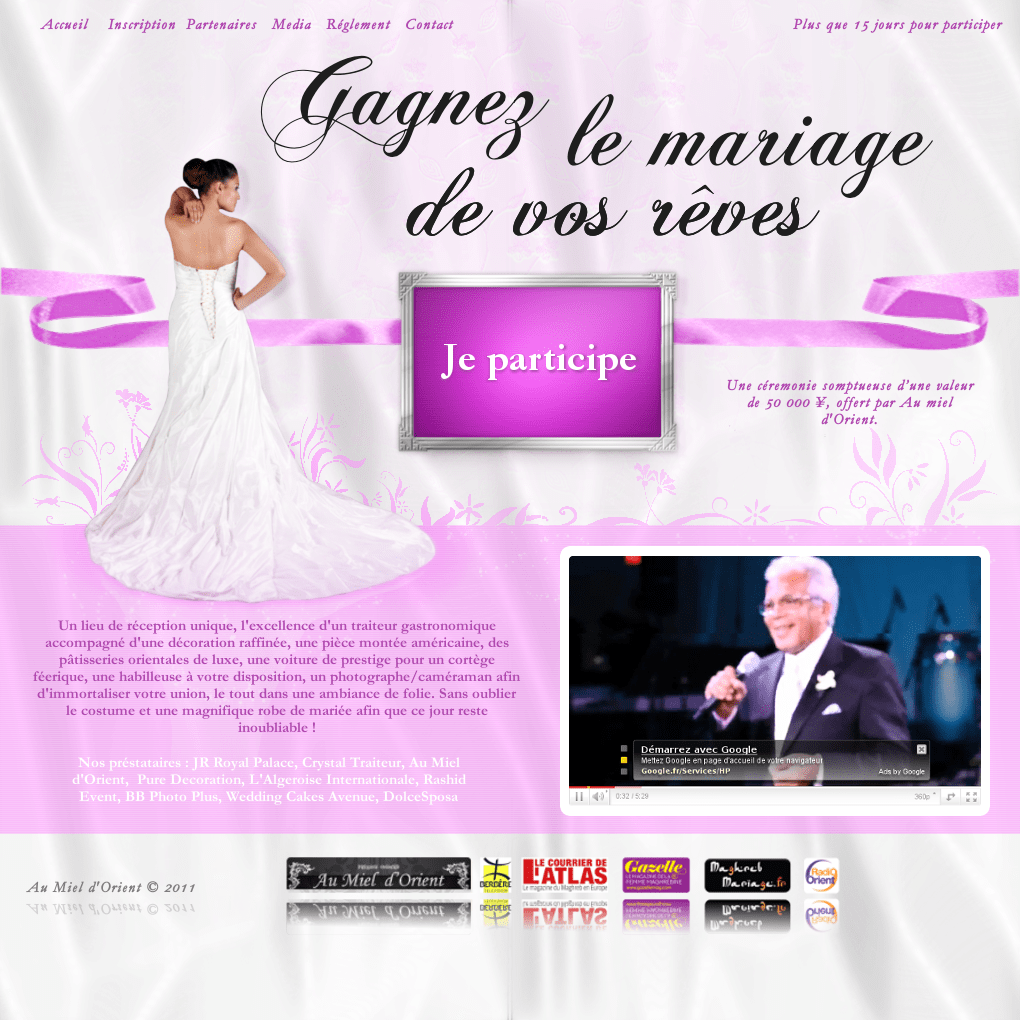 Accueil Inscription Partenaires Media Réglement Contact
Plus que 15 jours pour participer
Gagnez
le mariage
de vos rêves
Je participe
Une céremonie somptueuse d'une valeur
de 50 000 ¥, offert par Au miel
d'Orient.
Un lieu de réception unique, l'excellence d'un traiteur gastronomique
accompagné d'une décoration raffinée, une pièce montée américaine, des
pâtisseries orientales de luxe, une voiture de prestige pour un cortège
féerique, une habilleuse à votre disposition, un photographe/caméraman afin
d'immortaliser votre union, le tout dans une ambiance de folie. Sans oublier
le costume et une magnifique robe de mariée afin que ce jour reste
inoubliable !
Nos préstataires : JR Royal Palace, Crystal Traiteur, Au Miel
d'Orient, Pure Decoration, L'Algeroise Internationale, Rashid
Event, BB Photo Plus, Wedding Cakes Avenue, DolceSposa
Démarrez avec Google
Mettez Google en page d'accueil de votre navigateur
Google.fr/Services/HP
Ads by Google
0:32 / 5:29
360p
Au Miel d'Orient © 2011
Au Miel d'Orient
BERBÈRE
LE COURRIER DE
L'ATLAS
Le magazine du Maghreb en Europe
Gazelle
LE MAGAZINE DE LA
FEMME MAGHREBINE
Maghreb
Mariage.fr
Radio
Orient